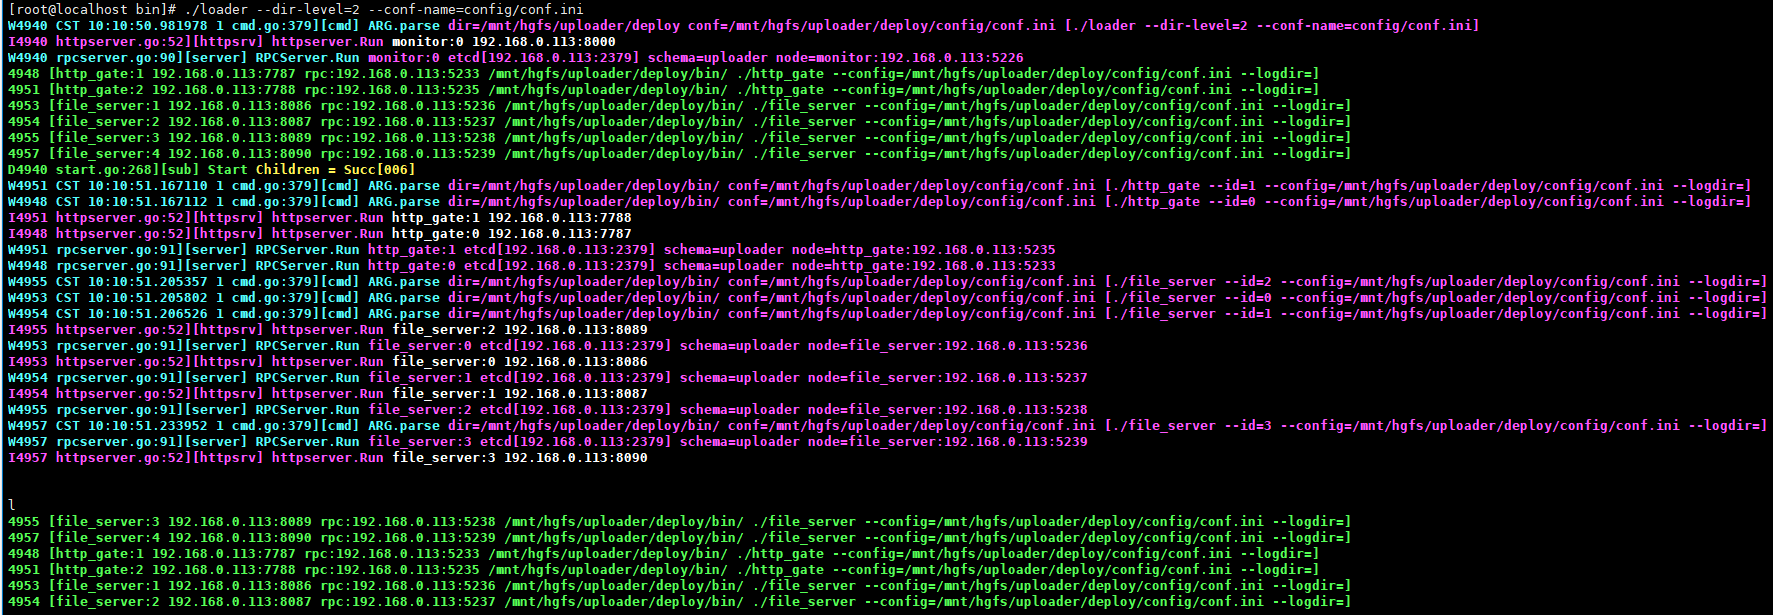 [root@localhost bin]# ./loader --dir-level=2 --conf-name=config/conf.ini
W4940 CST 10:10:50.981978 1 cmd.go:379][cmd] ARG.parse dir=/mnt/hgfs/uploader/deploy conf=/mnt/hgfs/uploader/deploy/config/conf.ini [./loader --dir-level=2 --conf-name=config/conf.ini]
I4940 httpserver.go:52][httpsrv] httpserver.Run monitor:0 192.168.0.113:8000
W4940 rpcserver.go:90][server] RPCServer.Run monitor:0 etcd[192.168.0.113:2379] schema=uploader node=monitor:192.168.0.113:5226
4948 [http_gate:1 192.168.0.113:7787 rpc:192.168.0.113:5233 /mnt/hgfs/uploader/deploy/bin/ ./http_gate --config=/mnt/hgfs/uploader/deploy/config/conf.ini --logdir=]
4951 [http_gate:2 192.168.0.113:7788 rpc:192.168.0.113:5235 /mnt/hgfs/uploader/deploy/bin/ ./http_gate --config=/mnt/hgfs/uploader/deploy/config/conf.ini --logdir=]
4953 [file_server:1 192.168.0.113:8086 rpc:192.168.0.113:5236 /mnt/hgfs/uploader/deploy/bin/ ./file_server --config=/mnt/hgfs/uploader/deploy/config/conf.ini --logdir=]
4954 [file_server:2 192.168.0.113:8087 rpc:192.168.0.113:5237 /mnt/hgfs/uploader/deploy/bin/ ./file_server --config=/mnt/hgfs/uploader/deploy/config/conf.ini --logdir=]
4955 [file_server:3 192.168.0.113:8089 rpc:192.168.0.113:5238 /mnt/hgfs/uploader/deploy/bin/ ./file_server --config=/mnt/hgfs/uploader/deploy/config/conf.ini --logdir=]
4957 [file_server:4 192.168.0.113:8090 rpc:192.168.0.113:5239 /mnt/hgfs/uploader/deploy/bin/ ./file_server --config=/mnt/hgfs/uploader/deploy/config/conf.ini --logdir=]
D4940 start.go:268][sub] Start Children = Succ[006]
W4951 CST 10:10:51.167110 1 cmd.go:379][cmd] ARG.parse dir=/mnt/hgfs/uploader/deploy/bin/ conf=/mnt/hgfs/uploader/deploy/config/conf.ini [./http_gate --id=1 --config=/mnt/hgfs/uploader/deploy/config/conf.ini --logdir=]
W4948 CST 10:10:51.167112 1 cmd.go:379][cmd] ARG.parse dir=/mnt/hgfs/uploader/deploy/bin/ conf=/mnt/hgfs/uploader/deploy/config/conf.ini [./http_gate --id=0 --config=/mnt/hgfs/uploader/deploy/config/conf.ini --logdir=]
I4951 httpserver.go:52][httpsrv] httpserver.Run http_gate:1 192.168.0.113:7788
I4948 httpserver.go:52][httpsrv] httpserver.Run http_gate:0 192.168.0.113:7787
W4951 rpcserver.go:91][server] RPCServer.Run http_gate:1 etcd[192.168.0.113:2379] schema=uploader node=http_gate:192.168.0.113:5235
W4948 rpcserver.go:91][server] RPCServer.Run http_gate:0 etcd[192.168.0.113:2379] schema=uploader node=http_gate:192.168.0.113:5233
W4955 CST 10:10:51.205357 1 cmd.go:379][cmd] ARG.parse dir=/mnt/hgfs/uploader/deploy/bin/ conf=/mnt/hgfs/uploader/deploy/config/conf.ini [./file_server --id=2 --config=/mnt/hgfs/uploader/deploy/config/conf.ini --logdir=]
W4953 CST 10:10:51.205802 1 cmd.go:379][cmd] ARG.parse dir=/mnt/hgfs/uploader/deploy/bin/ conf=/mnt/hgfs/uploader/deploy/config/conf.ini [./file_server --id=0 --config=/mnt/hgfs/uploader/deploy/config/conf.ini --logdir=]
W4954 CST 10:10:51.206526 1 cmd.go:379][cmd] ARG.parse dir=/mnt/hgfs/uploader/deploy/bin/ conf=/mnt/hgfs/uploader/deploy/config/conf.ini [./file_server --id=1 --config=/mnt/hgfs/uploader/deploy/config/conf.ini --logdir=]
I4955 httpserver.go:52][httpsrv] httpserver.Run file_server:2 192.168.0.113:8089
W4953 rpcserver.go:91][server] RPCServer.Run file_server:0 etcd[192.168.0.113:2379] schema=uploader node=file_server:192.168.0.113:5236
I4953 httpserver.go:52][httpsrv] httpserver.Run file_server:0 192.168.0.113:8086
W4954 rpcserver.go:91][server] RPCServer.Run file_server:1 etcd[192.168.0.113:2379] schema=uploader node=file_server:192.168.0.113:5237
I4954 httpserver.go:52][httpsrv] httpserver.Run file_server:1 192.168.0.113:8087
W4955 rpcserver.go:91][server] RPCServer.Run file_server:2 etcd[192.168.0.113:2379] schema=uploader node=file_server:192.168.0.113:5238
W4957 CST 10:10:51.233952 1 cmd.go:379][cmd] ARG.parse dir=/mnt/hgfs/uploader/deploy/bin/ conf=/mnt/hgfs/uploader/deploy/config/conf.ini [./file_server --id=3 --config=/mnt/hgfs/uploader/deploy/config/conf.ini --logdir=]
W4957 rpcserver.go:91][server] RPCServer.Run file_server:3 etcd[192.168.0.113:2379] schema=uploader node=file_server:192.168.0.113:5239
I4957 httpserver.go:52][httpsrv] httpserver.Run file_server:3 192.168.0.113:8090
l
4955 [file_server:3 192.168.0.113:8089 rpc:192.168.0.113:5238 /mnt/hgfs/uploader/deploy/bin/ ./file_server --config=/mnt/hgfs/uploader/deploy/config/conf.ini --logdir=]
4957 [file_server:4 192.168.0.113:8090 rpc:192.168.0.113:5239 /mnt/hgfs/uploader/deploy/bin/ ./file_server --config=/mnt/hgfs/uploader/deploy/config/conf.ini --logdir=]
4948 [http_gate:1 192.168.0.113:7787 rpc:192.168.0.113:5233 /mnt/hgfs/uploader/deploy/bin/ ./http_gate --config=/mnt/hgfs/uploader/deploy/config/conf.ini --logdir=]
4951 [http_gate:2 192.168.0.113:7788 rpc:192.168.0.113:5235 /mnt/hgfs/uploader/deploy/bin/ ./http_gate --config=/mnt/hgfs/uploader/deploy/config/conf.ini --logdir=]
4953 [file_server:1 192.168.0.113:8086 rpc:192.168.0.113:5236 /mnt/hgfs/uploader/deploy/bin/ ./file_server --config=/mnt/hgfs/uploader/deploy/config/conf.ini --logdir=]
4954 [file_server:2 192.168.0.113:8087 rpc:192.168.0.113:5237 /mnt/hgfs/uploader/deploy/bin/ ./file_server --config=/mnt/hgfs/uploader/deploy/config/conf.ini --logdir=]